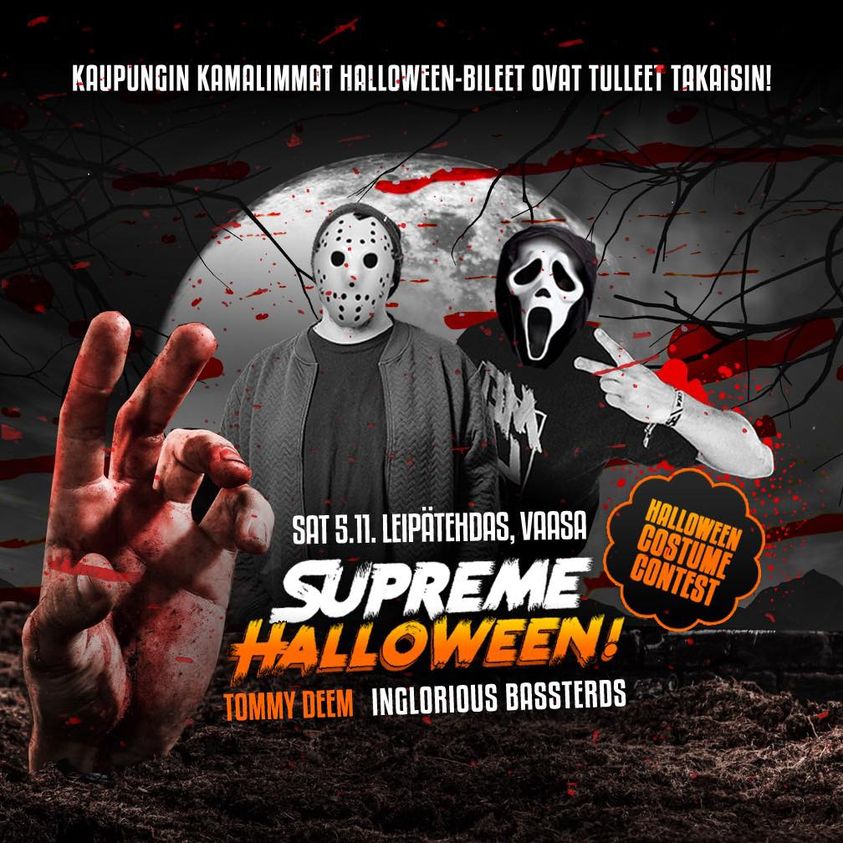 KAUPUNGIN KAMALIMMAT HALLOWEEN-BILEET OVAT TULLEET TAKAISIN!
SAT 5.11. LEIPÄTEHDAS, VAASA
HALLOWEEN
COSTUME
CONTEST
SUPREME
HALLOWEEN!
TOMMY DEEM INGLORIOUS BASSTERDS